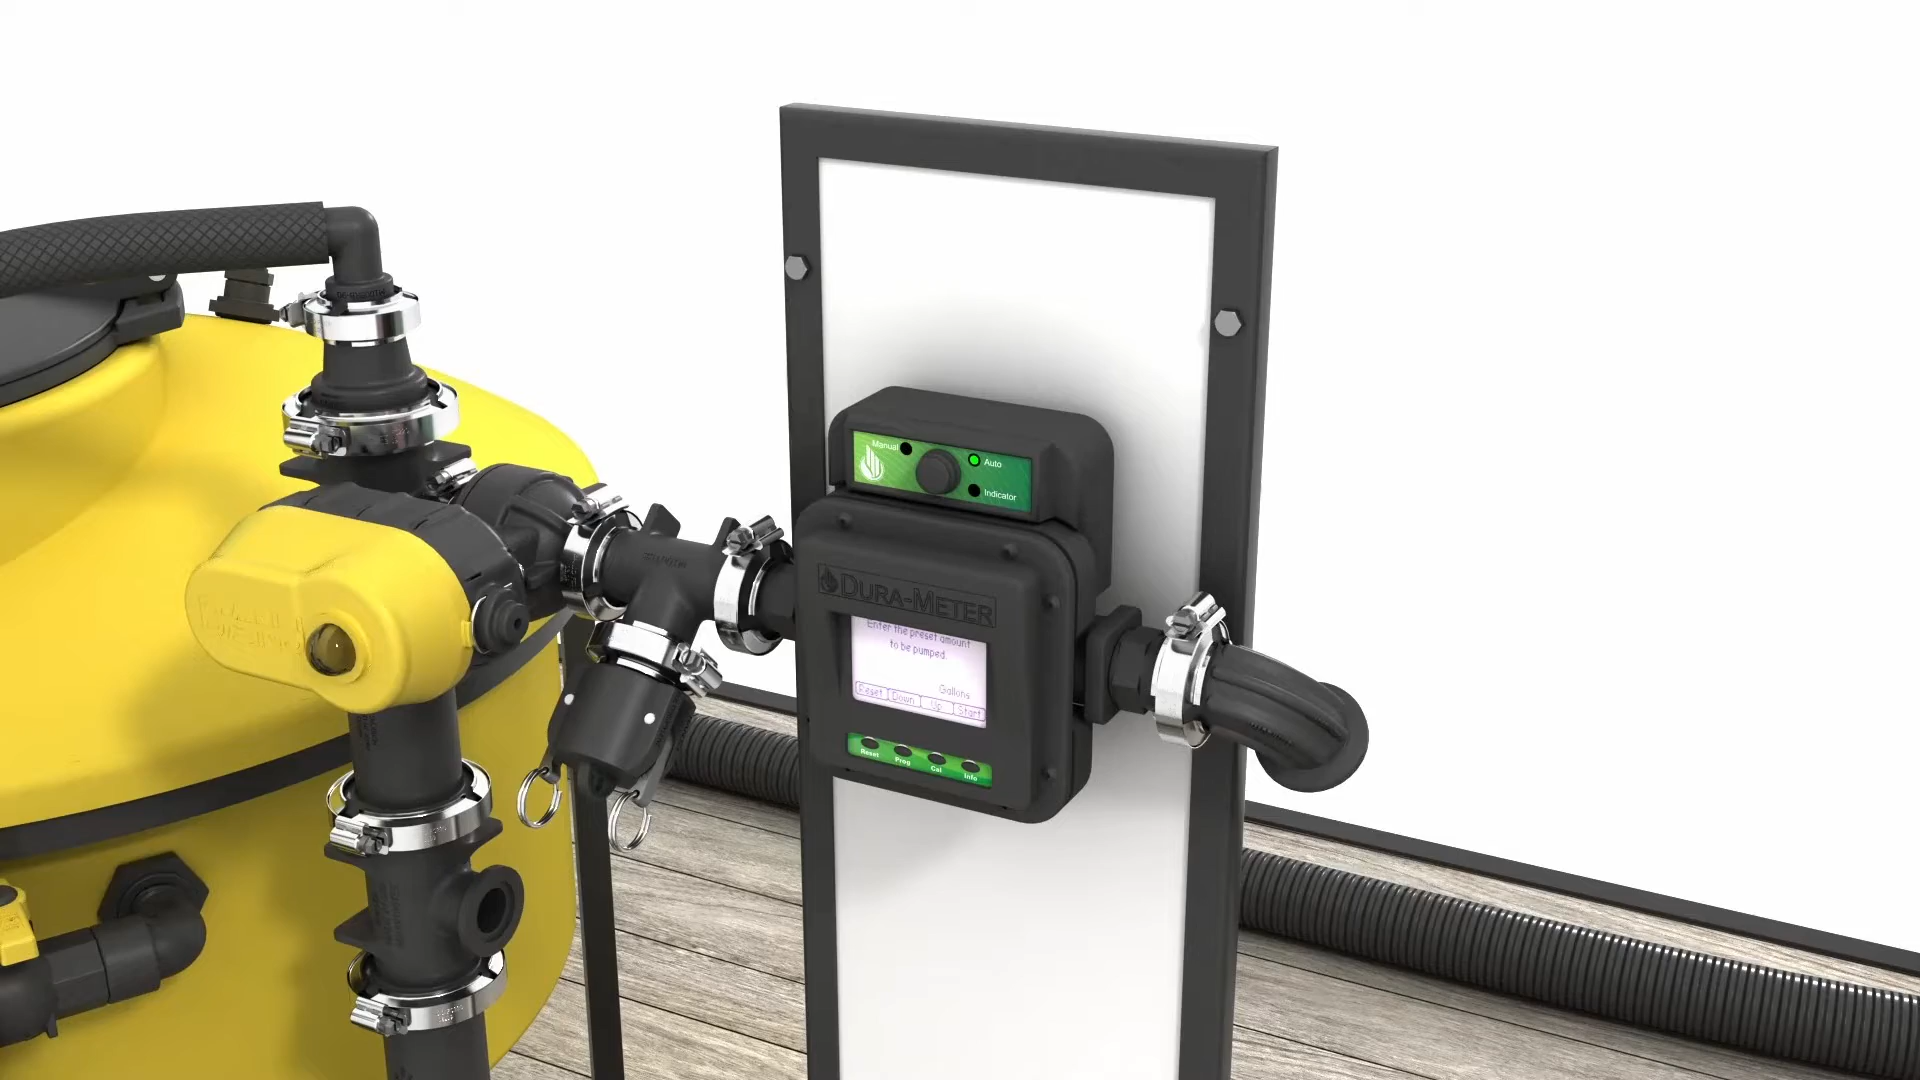 Manual
Auto
Indicator
DURA-METER
Enter the preset amount
to be pumped.
Gallons
Reset Down Up Start
Reset Prog Cal Info